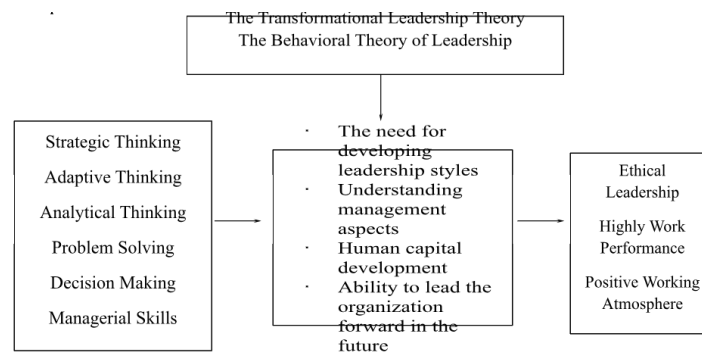 The Transformational Leadership Theory
The Behavioral Theory of Leadership
Strategic Thinking
Adaptive Thinking
Analytical Thinking
Problem Solving
Decision Making
Managerial Skills
· The need for
developing
leadership styles
· Understanding
management
aspects
· Human capital
development
· Ability to lead the
organization
forward in the
future
Ethical
Leadership
Highly Work
Performance
Positive Working
Atmosphere